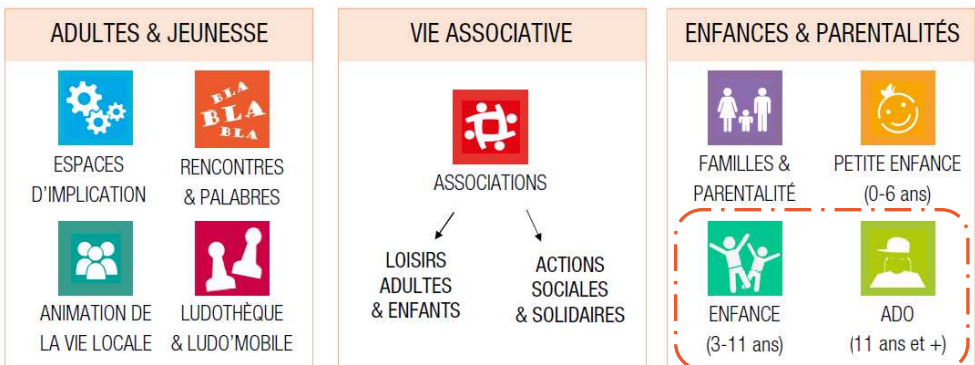 ADULTES & JEUNESSE
BLA
BLA
BLA
ESPACES
D'IMPLICATION
RENCONTRES
& PALABRES
ANIMATION DE
LA VIE LOCALE
LUDOTHÈQUE
& LUDO'MOBILE
VIE ASSOCIATIVE
ASSOCIATIONS
LOISIRS
ADULTES
& ENFANTS
ACTIONS
SOCIALES
& SOLIDAIRES
ENFANCES & PARENTALITÉS
FAMILLES &
PARENTALITÉ
PETITE ENFANCE
(0-6 ans)
ENFANCE
(3-11 ans)
ADO
(11 ans et +)